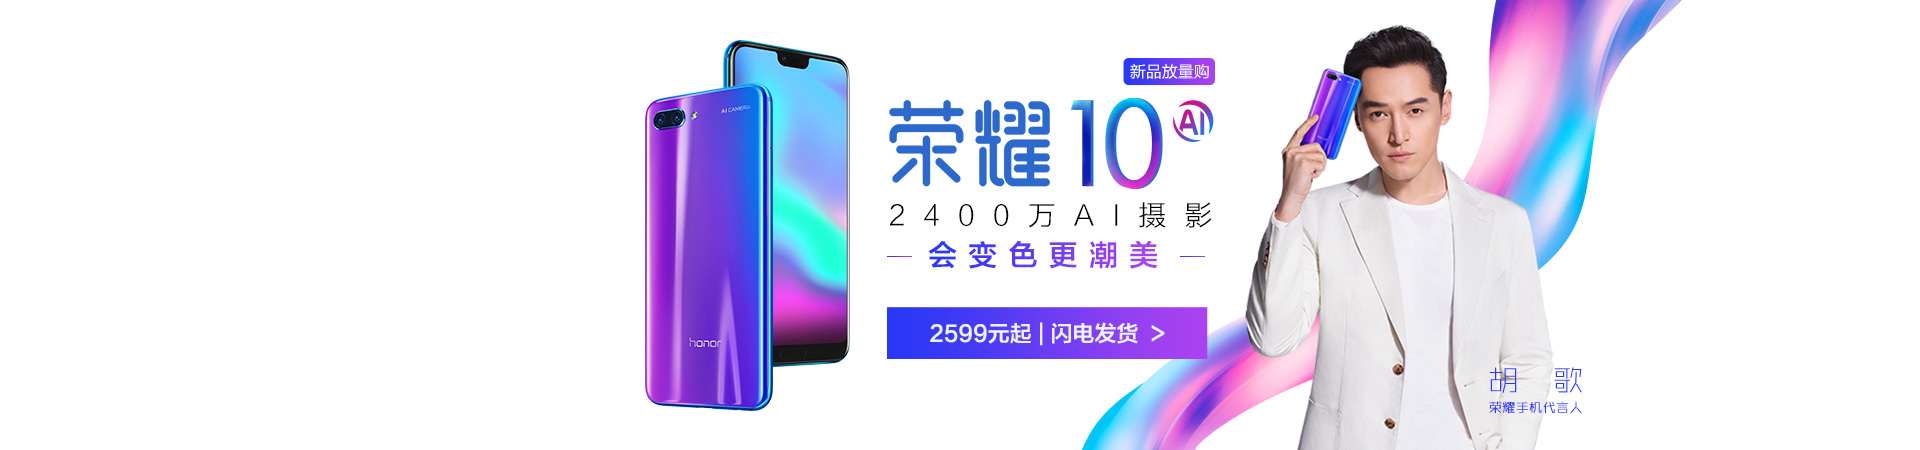 AI CAMERA
honor
新品放量购
荣耀10 AI
2400万AI摄影
会变色更潮美
2599元起|闪电发货 >
胡 歌
荣耀手机代言人